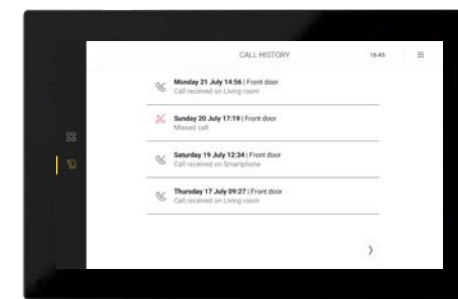 CALL HISTORY
16:45
Monday 21 July 14:56 | Front door
Call received on Living room
Sunday 20 July 17:19 | Front door
Missed call
Saturday 19 July 12:34 | Front door
Call received on Smartphone
Thursday 17 July 09:27 | Front door
Call received on Living room